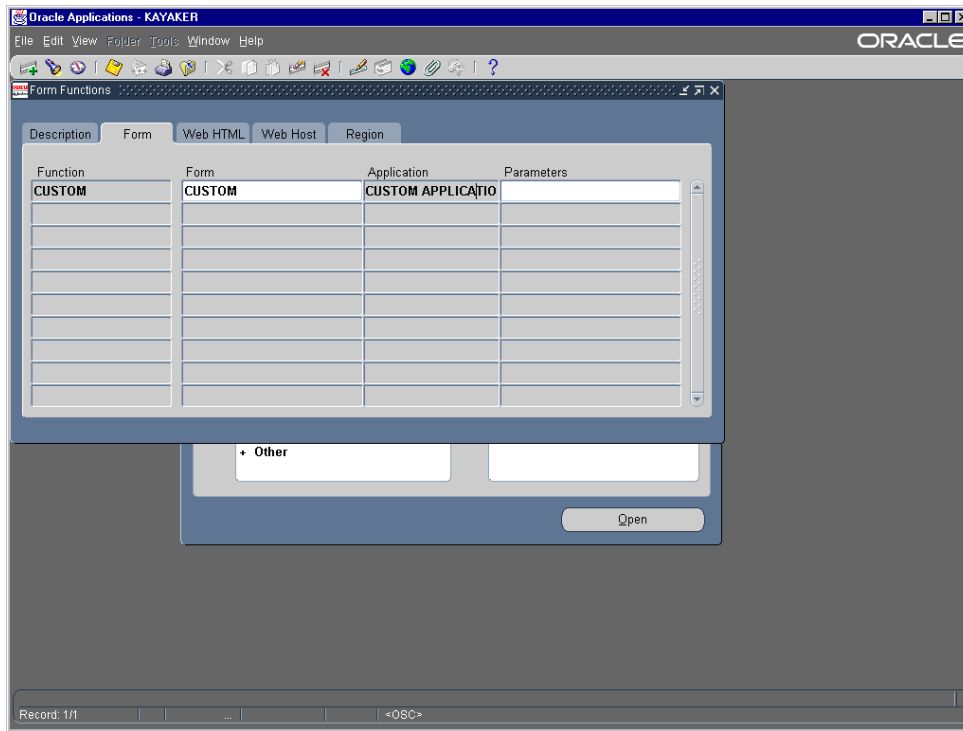 Oracle Applications - KAYAKER
File Edit View Folder Tools Window Help
ORACLE
Form Functions
Description Form Web HTML Web Host Region
Function Form Application Parameters
CUSTOM CUSTOM CUSTOM APPLICATIO
+ Other
Open
Record: 1/1 ... <OSC>